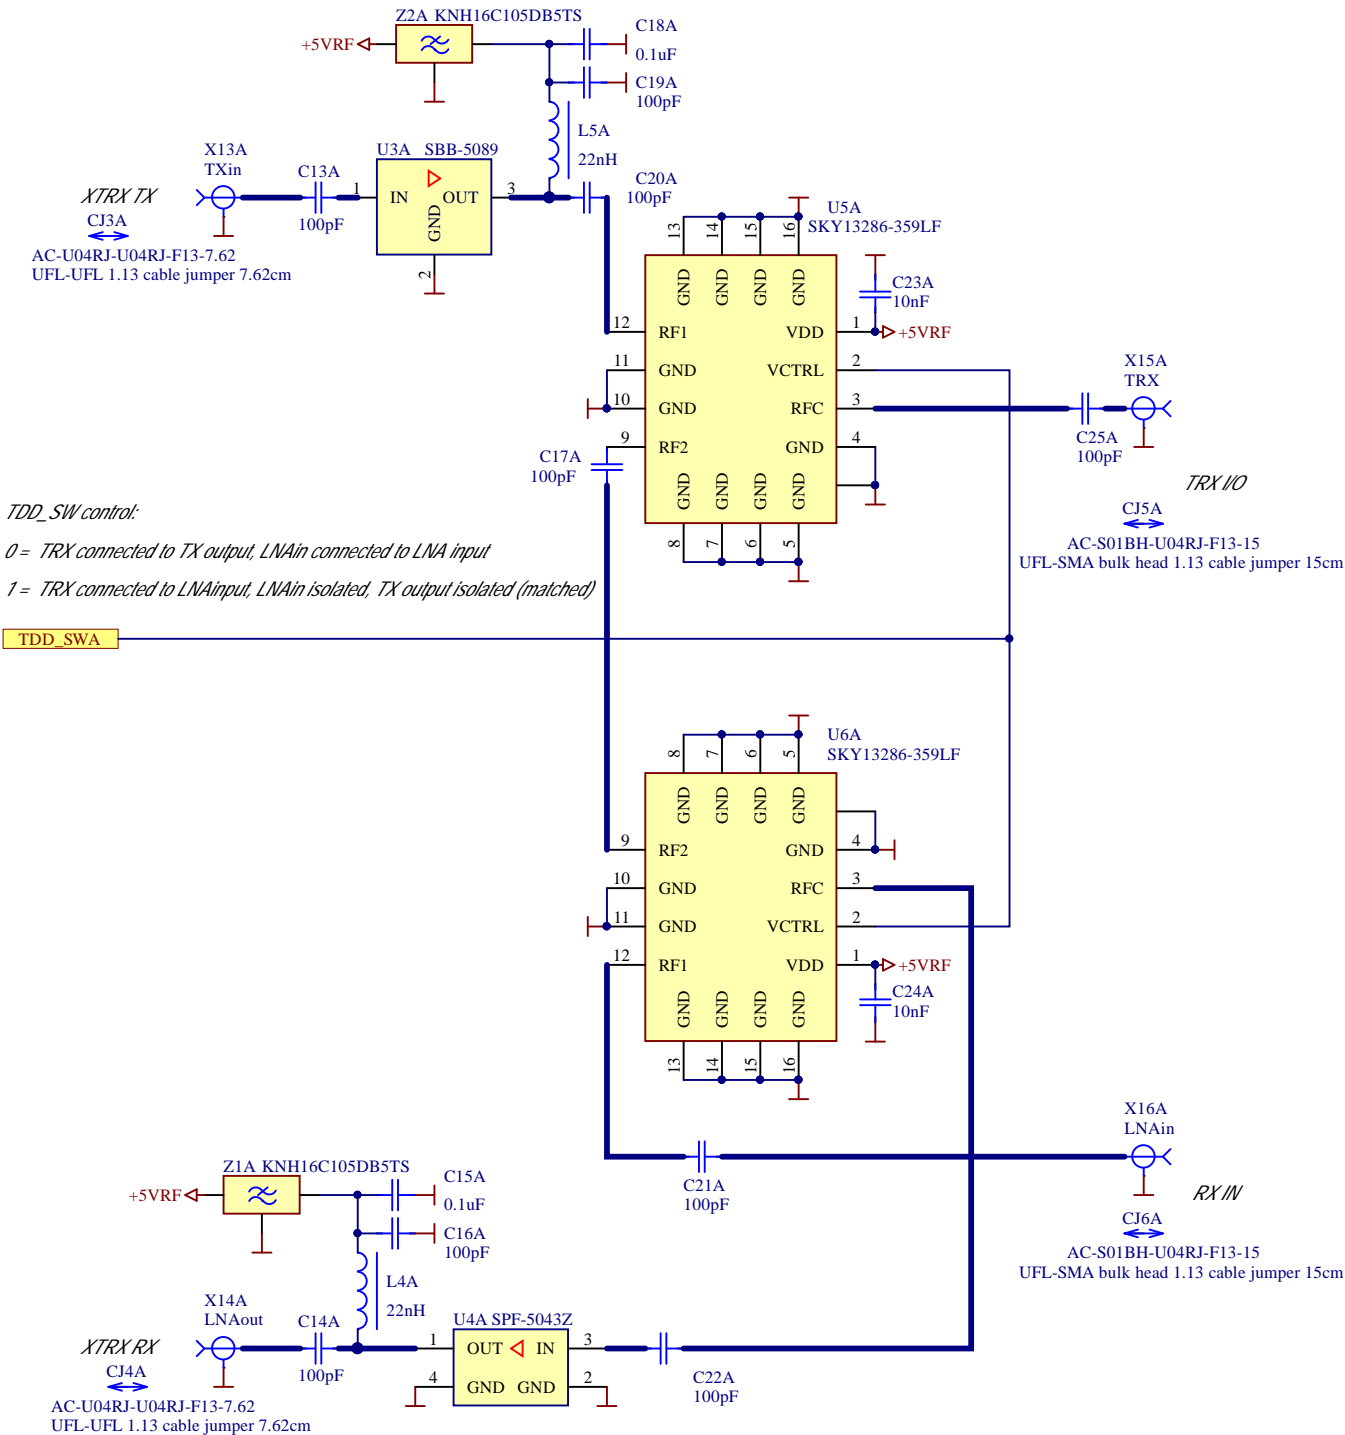 Z2A KNH16C105DB5TS
+5VRF
C18A
0.1uF
C19A
100pF
L5A
22nH
X13A
TXin
C13A
100pF
U3A SBB-5089
1
IN
OUT
3
GND
2
C20A
100pF
XTRX TX
CJ3A
AC-U04RJ-U04RJ-F13-7.62
UFL-UFL 1.13 cable jumper 7.62cm
U5A
SKY13286-359LF
13
14
15
16
GND
GND
GND
GND
C23A
10nF
12
RF1
VDD
1
+5VRF
11
GND
VCTRL
2
10
GND
RFC
3
9
RF2
GND
4
GND
GND
GND
GND
8
7
6
5
C17A
100pF
X15A
TRX
C25A
100pF
TRX I/O
CJ5A
AC-S01BH-U04RJ-F13-15
UFL-SMA bulk head 1.13 cable jumper 15cm
TDD_SW control:
0 = TRX connected to TX output, LNAin connected to LNA input
1 = TRX connected to LNAinput, LNAin isolated, TX output isolated (matched)
TDD_SWA
U6A
SKY13286-359LF
8
7
6
5
GND
GND
GND
GND
9
RF2
GND
4
10
GND
RFC
3
11
GND
VCTRL
2
12
RF1
VDD
1
+5VRF
C24A
10nF
GND
GND
GND
GND
13
14
15
16
X16A
LNAin
C21A
100pF
RX IN
CJ6A
AC-S01BH-U04RJ-F13-15
UFL-SMA bulk head 1.13 cable jumper 15cm
Z1A KNH16C105DB5TS
+5VRF
C15A
0.1uF
C16A
100pF
L4A
22nH
X14A
LNAout
C14A
100pF
U4A SPF-5043Z
1
OUT
IN
3
4
GND
GND
2
C22A
100pF
XTRX RX
CJ4A
AC-U04RJ-U04RJ-F13-7.62
UFL-UFL 1.13 cable jumper 7.62cm